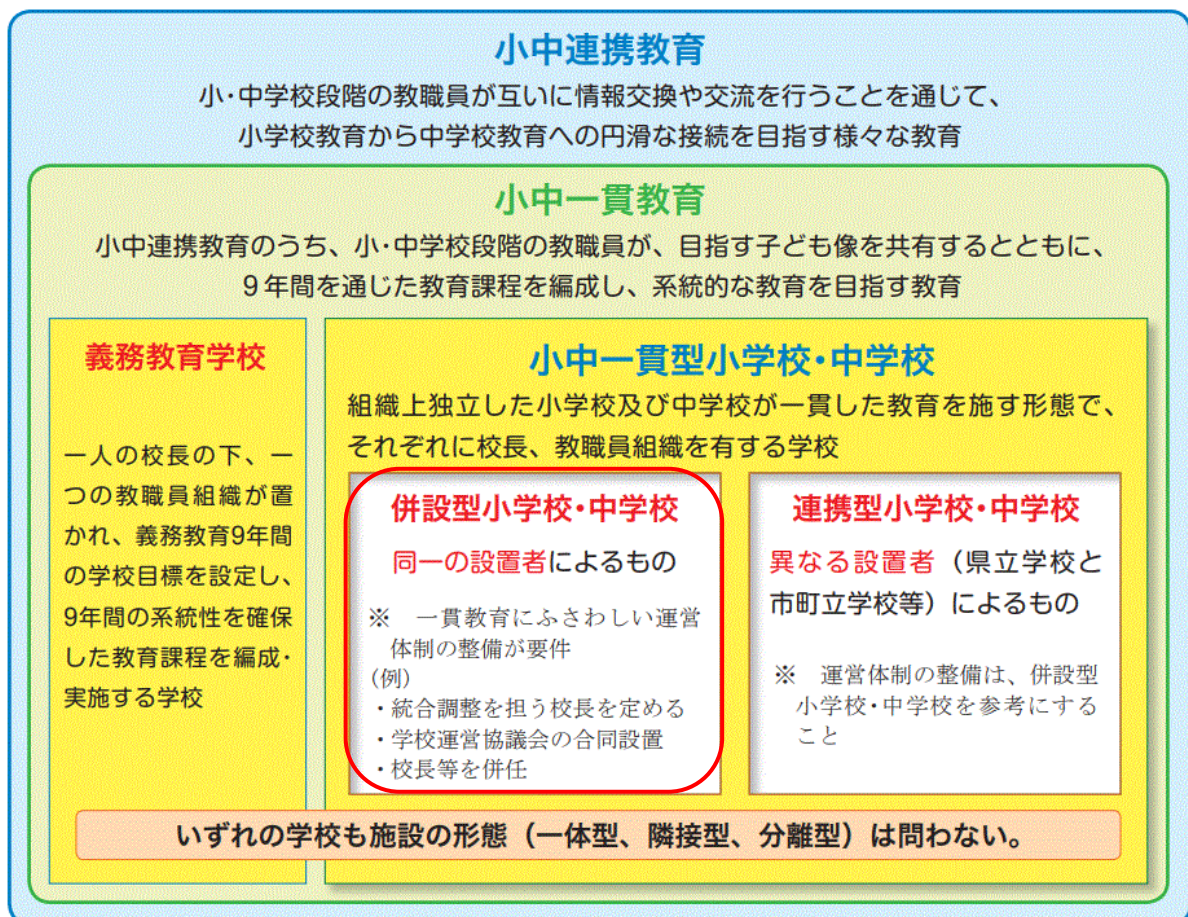 小中連携教育
小・中学校段階の教職員が互いに情報交換や交流を行うことを通じて、
小学校教育から中学校教育への円滑な接続を目指す様々な教育
小中一貫教育
小中連携教育のうち、小・中学校段階の教職員が、目指す子ども像を共有するとともに、
9年間を通じた教育課程を編成し、系統的な教育を目指す教育
義務教育学校
一人の校長の下、一
つの教職員組織が置
かれ、義務教育9年間
の学校目標を設定し、
9年間の系統性を確保
した教育課程を編成・
実施する学校
小中一貫型小学校・中学校
組織上独立した小学校及び中学校が一貫した教育を施す形態で、
それぞれに校長、教職員組織を有する学校
併設型小学校・中学校
同一の設置者によるもの
※　一貫教育にふさわしい運営
体制の整備が要件
(例)
・統合調整を担う校長を定める
・学校運営協議会の合同設置
・校長等を併任
連携型小学校・中学校
異なる設置者（県立学校と
市町立学校等）によるもの
※　運営体制の整備は、併設型
小学校・中学校を参考にする
こと
いずれの学校も施設の形態（一体型、隣接型、分離型）は問わない。